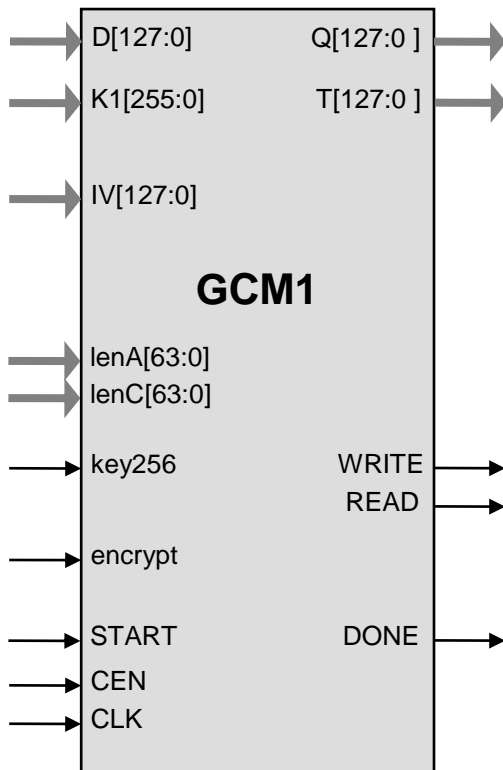 D[127:0] Q[127:0 ]
K1[255:0] T[127:0 ]
IV[127:0]
GCM1
lenA[63:0]
lenC[63:0]
key256 WRITE
READ
encrypt
START DONE
CEN
CLK